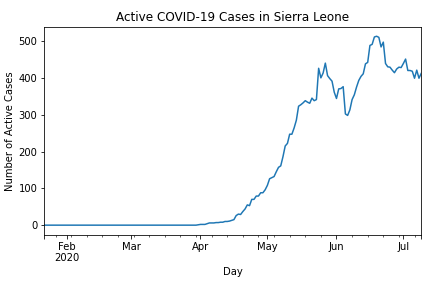 Active COVID-19 Cases in Sierra Leone
Number of Active Cases
500
400
300
200
100
0
Feb Mar Apr May Jun Jul
2020
Day